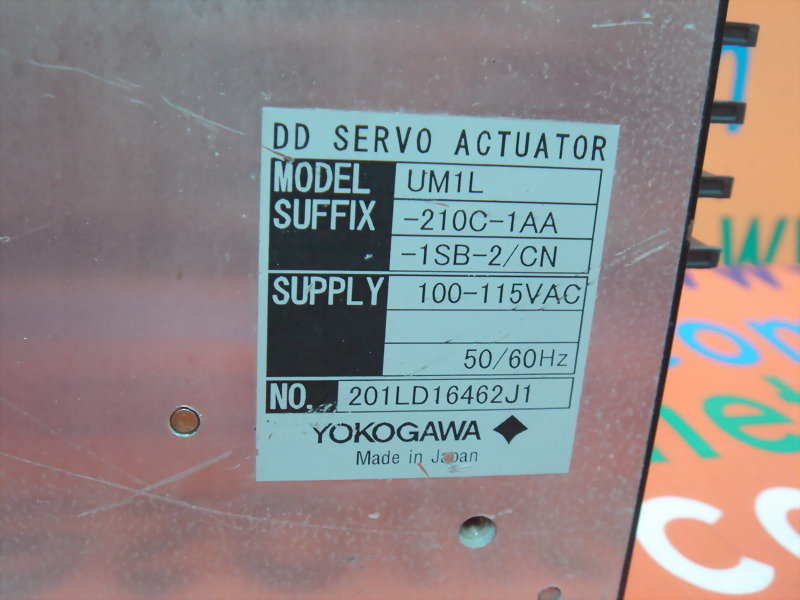 DD SERVO ACTUATOR
MODEL UM1L
SUFFIX -210C-1AA
-1SB-2/CN
SUPPLY 100-115VAC
50/60Hz
NO. 201LD16462J1
YOKOGAWA
Made in Japan